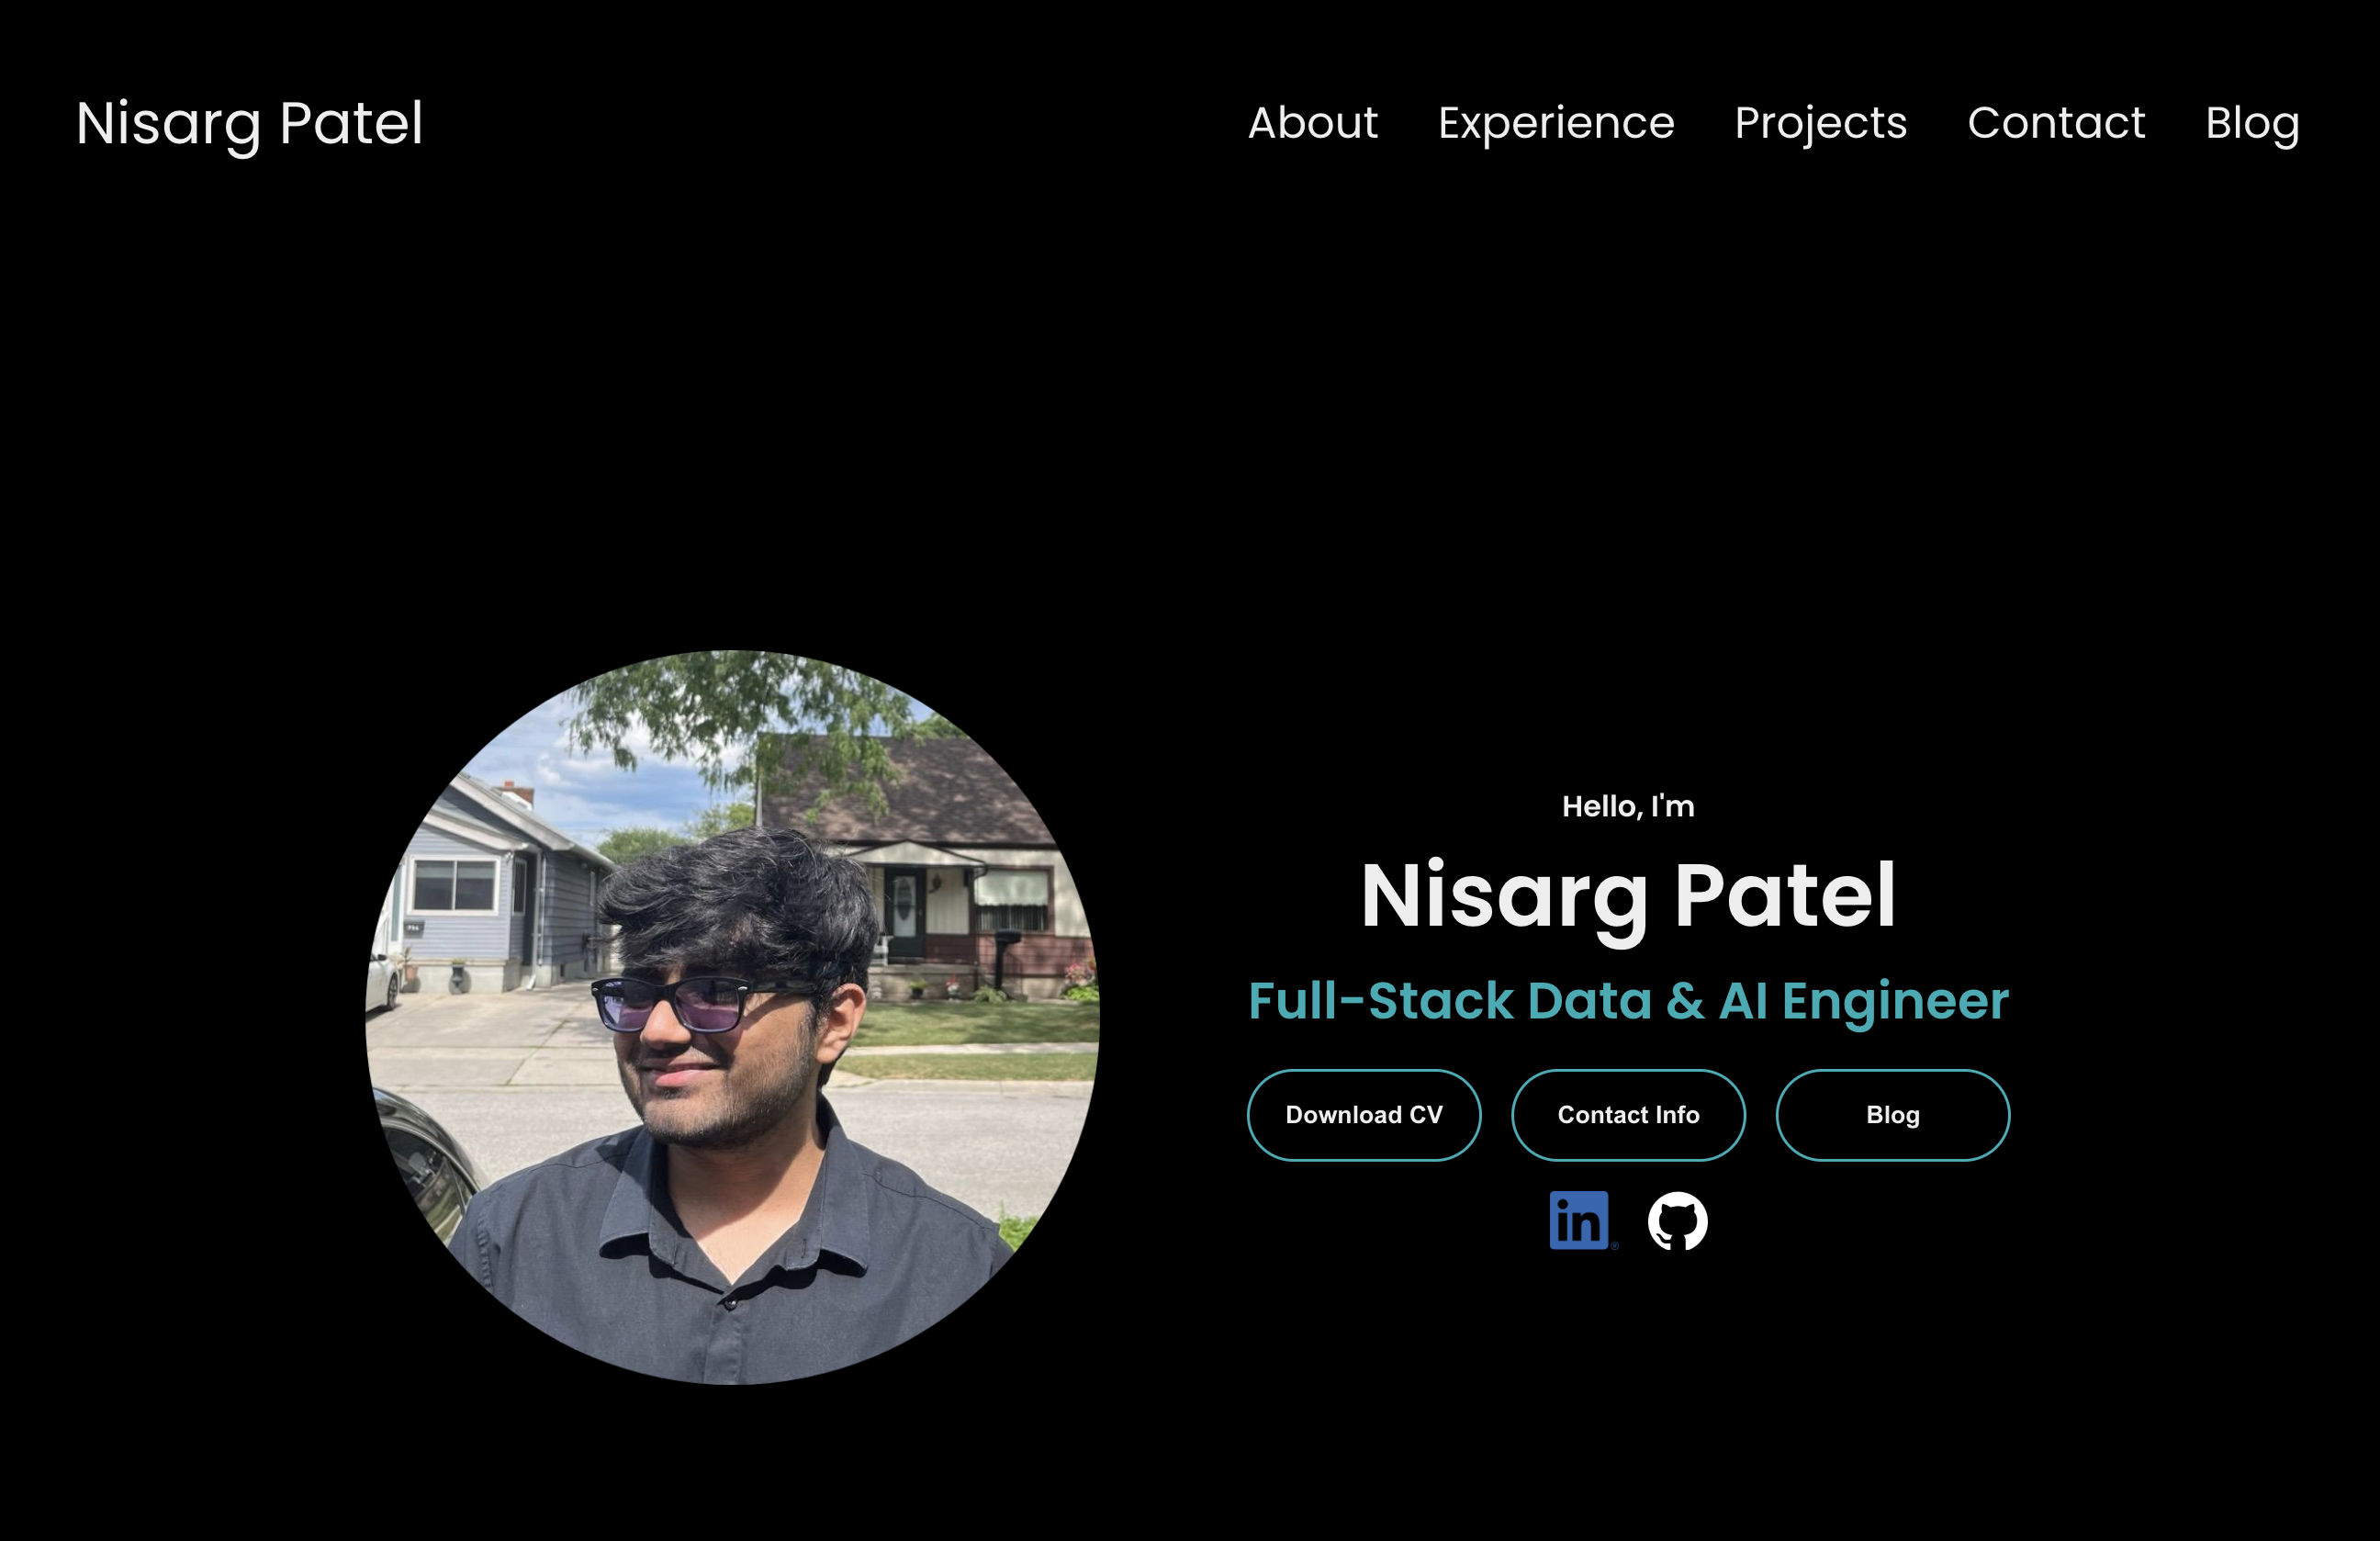 Nisarg Patel
About Experience Projects Contact Blog
Hello, I'm
Nisarg Patel
Full-Stack Data & AI Engineer
Download CV
Contact Info
Blog
in